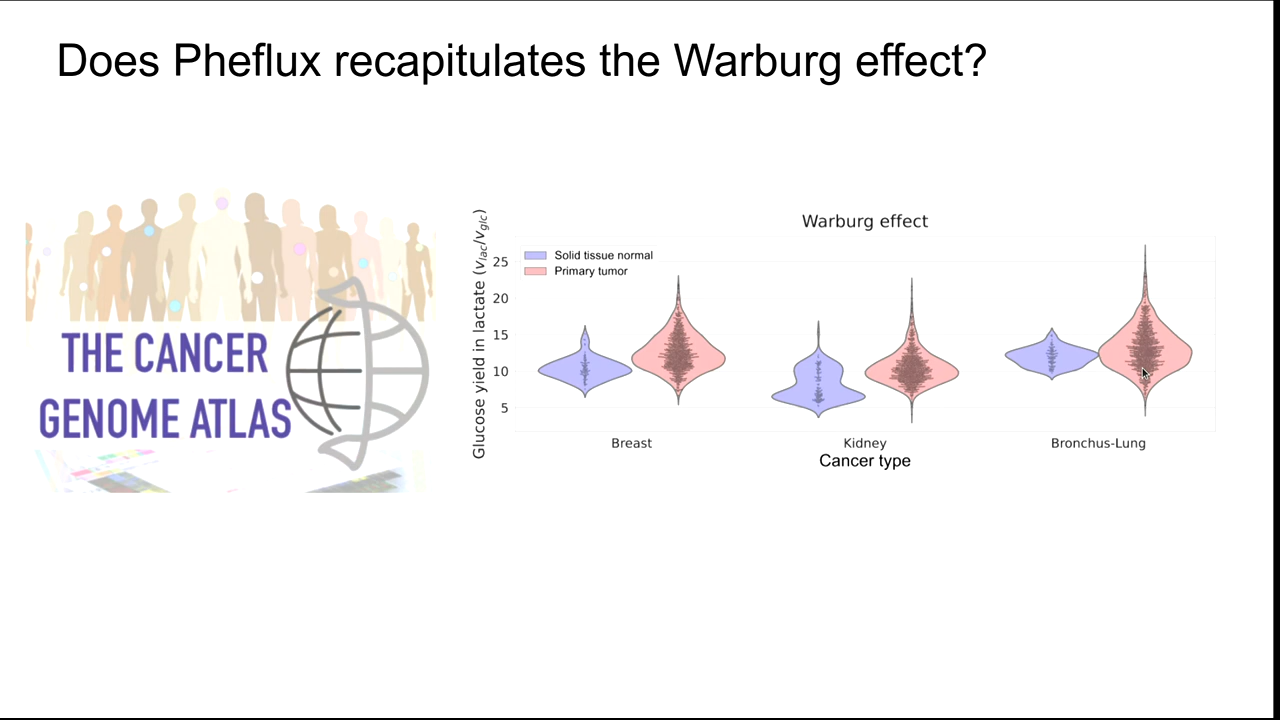 Does Pheflux recapitulates the Warburg effect?
THE CANCER
GENOME ATLAS
Warburg effect
Glucose yield in lactate (v_lac/v_glc)
25
20
15
10
5
Solid tissue normal
Primary tumor
Breast
Kidney
Bronchus-Lung
Cancer type